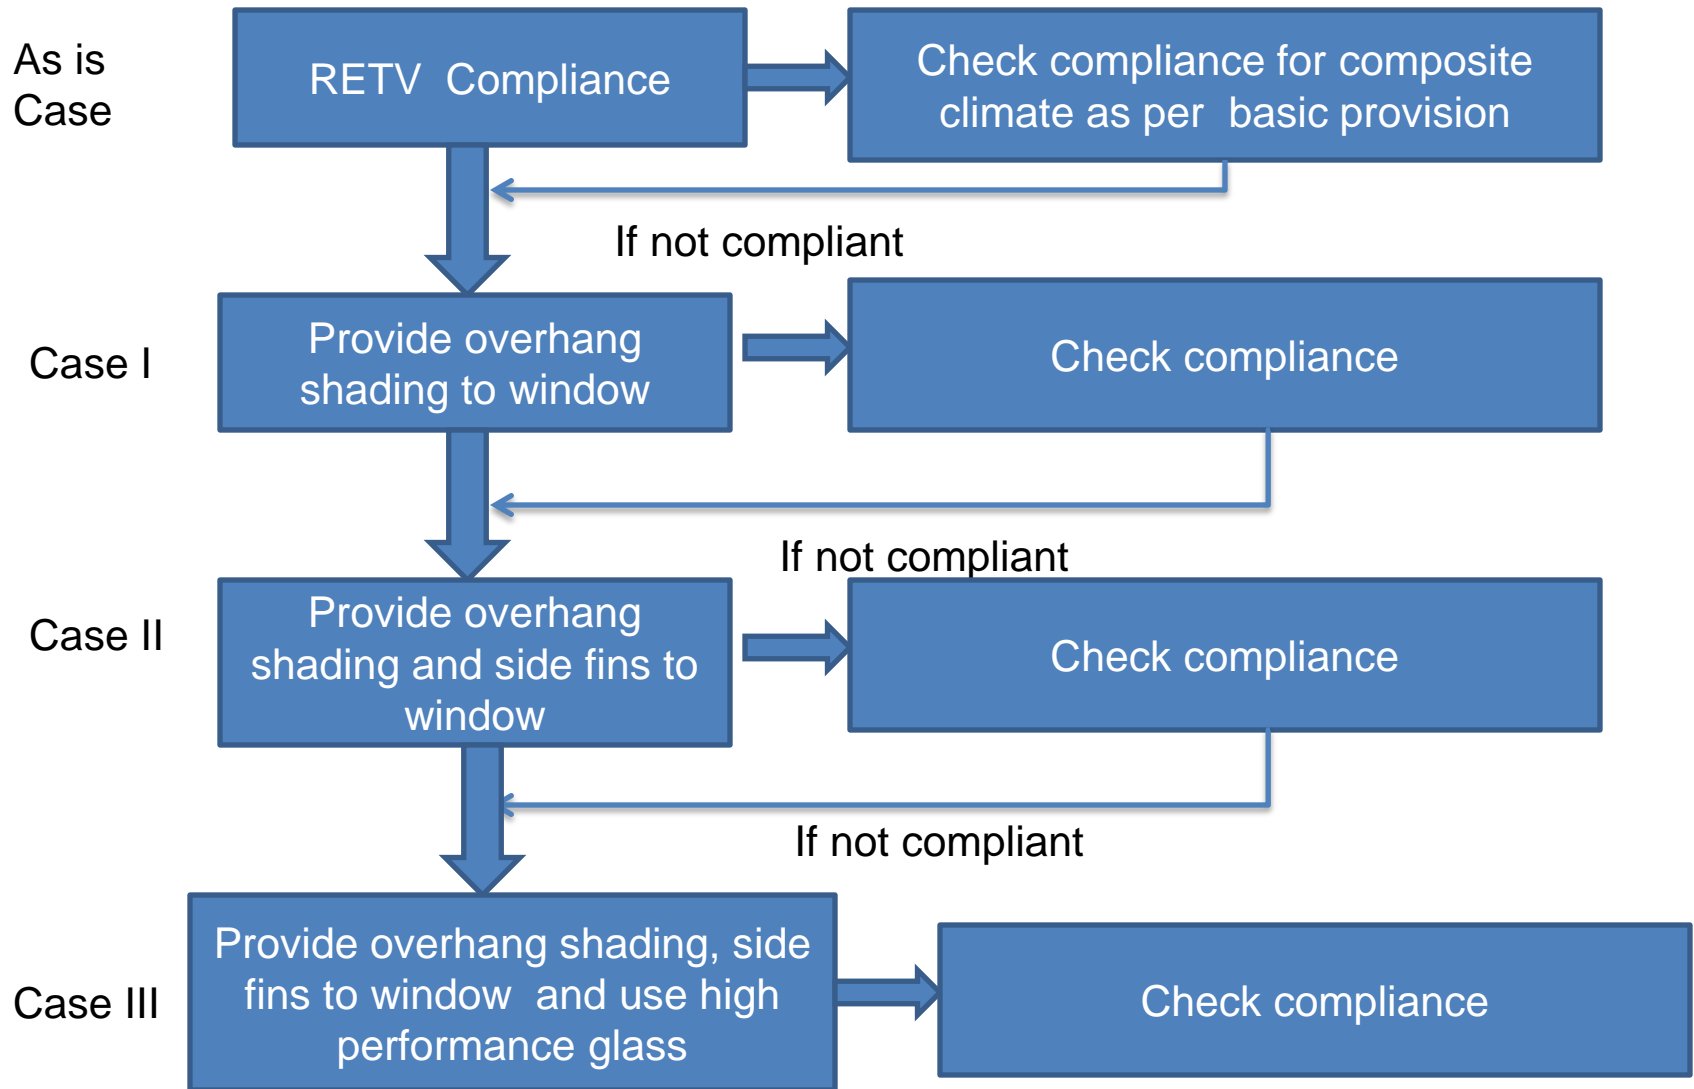 As is
Case
RETV  Compliance
Check compliance for composite
climate as per  basic provision
If not compliant
Case I
Provide overhang
shading to window
Check compliance
If not compliant
Case II
Provide overhang
shading and side fins to
window
Check compliance
If not compliant
Case III
Provide overhang shading, side
fins to window  and use high
performance glass
Check compliance